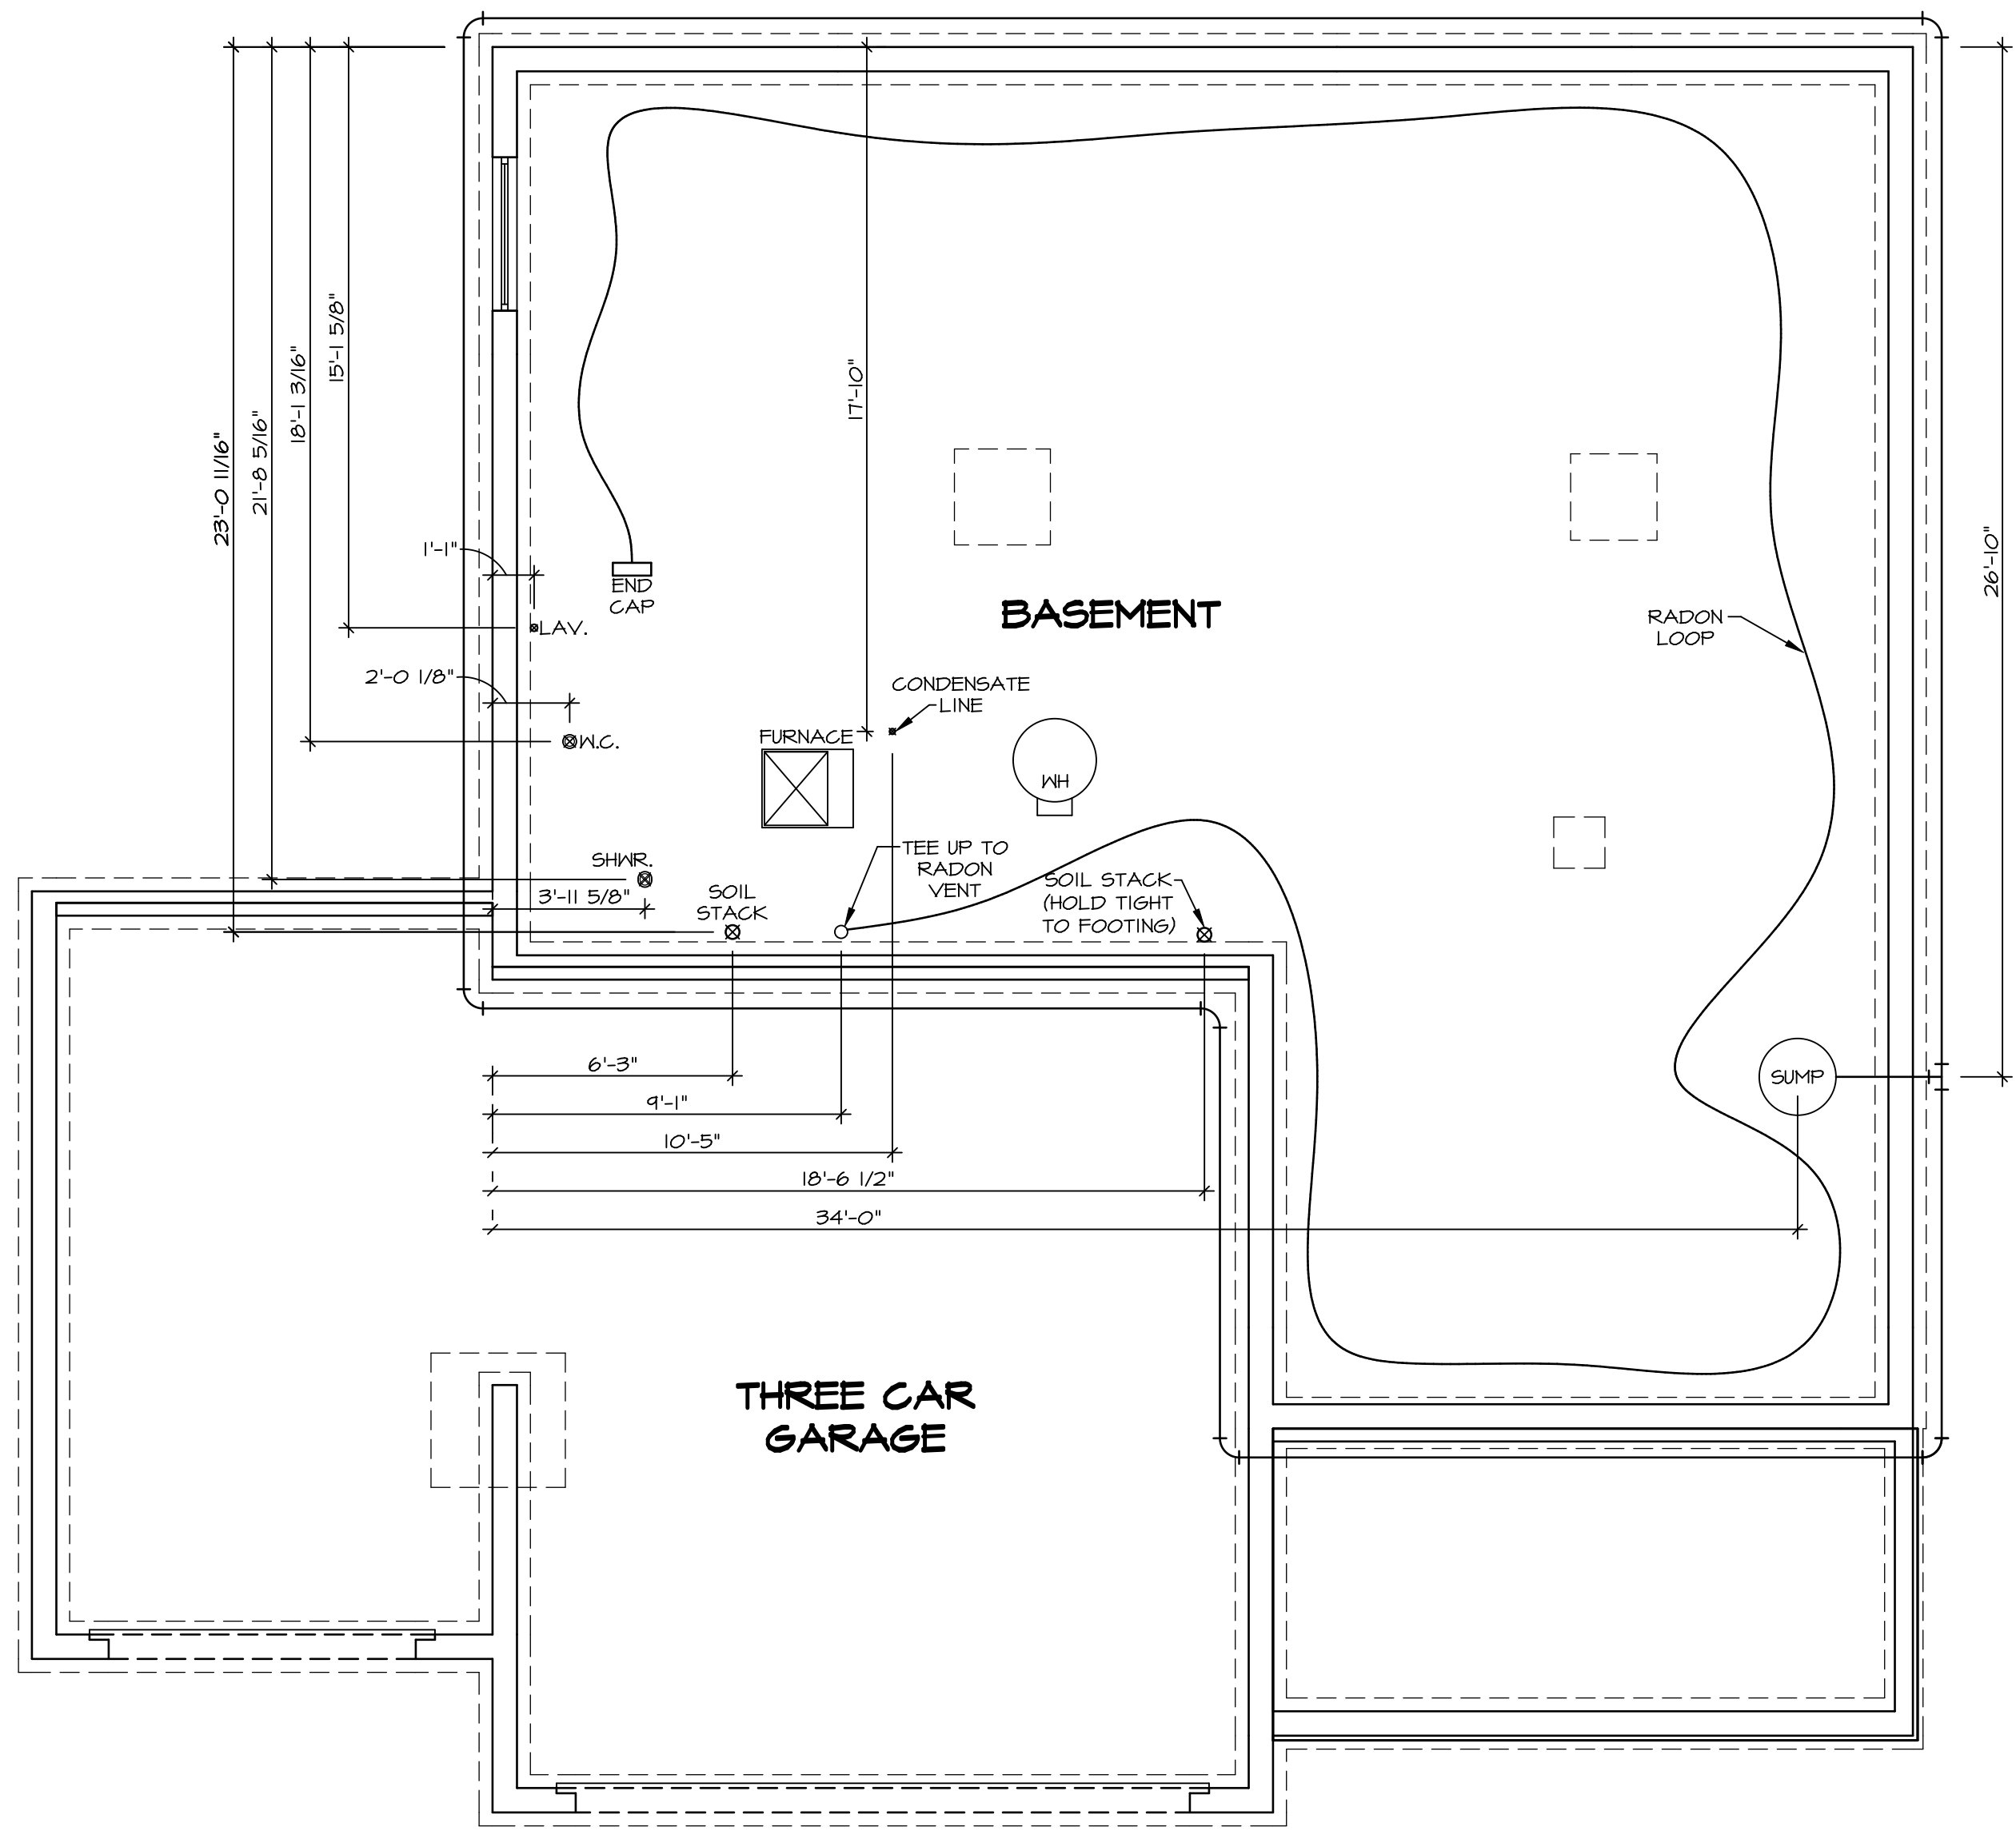 15'-1 5/8"
18'-1 3/16"
21'-8 5/16"
23'-0 11/16"
17'-10"
26'-10"
1'-1"
END
CAP
LAV.
BASEMENT
RADON
LOOP
2'-0 1/8"
W.C.
CONDENSATE
LINE
FURNACE
WH
SHWR.
3'-11 5/8"
SOIL
STACK
TEE UP TO
RADON
VENT
SOIL STACK
(HOLD TIGHT
TO FOOTING)
SUMP
6'-3"
9'-1"
10'-5"
18'-6 1/2"
34'-0"
THREE CAR
GARAGE